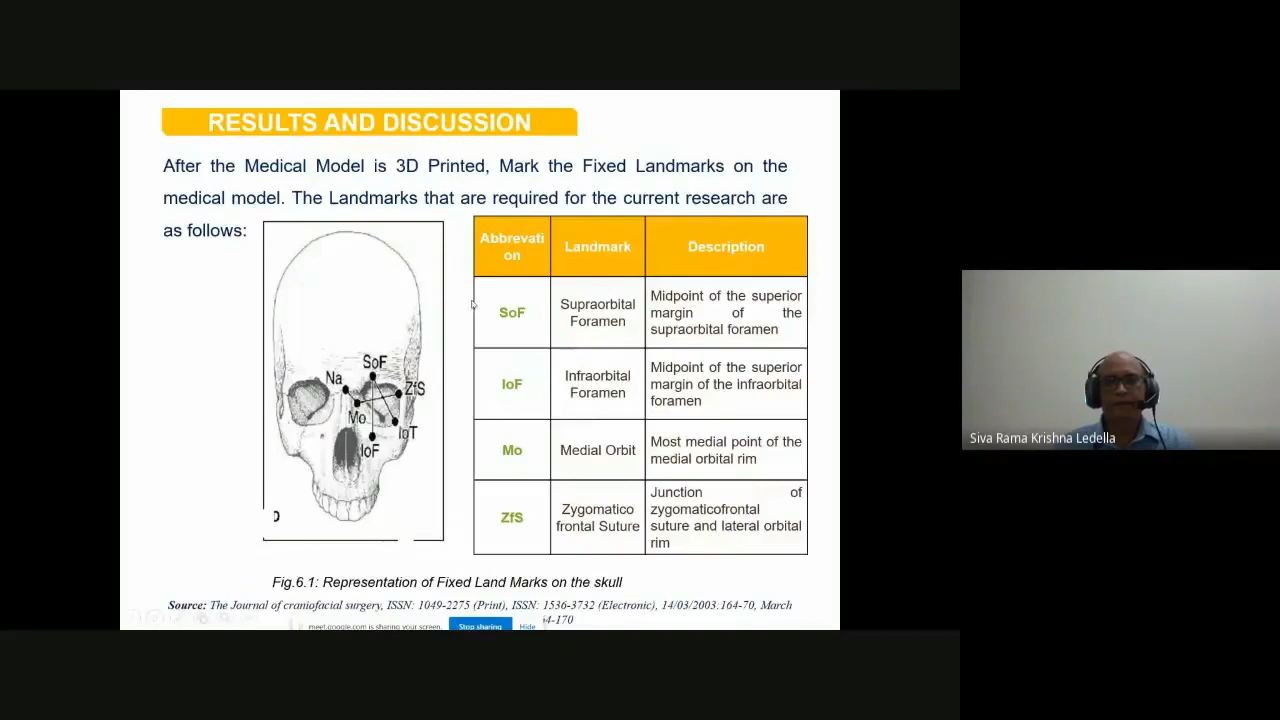 RESULTS AND DISCUSSION
After the Medical Model is 3D Printed, Mark the Fixed Landmarks on the
medical model. The Landmarks that are required for the current research are
as follows:
SoF
Na
ZfS
Mo
IoT
IoF
Abbrevati
on
Landmark
Description
SoF
Supraorbital
Foramen
Midpoint of the superior
margin of the
supraorbital foramen
IoF
Infraorbital
Foramen
Midpoint of the superior
margin of the infraorbital
foramen
Mo
Medial Orbit
Most medial point of the
medial orbital rim
ZfS
Zygomatico
frontal Suture
Junction of
zygomaticofrontal
suture and lateral orbital
rim
Fig.6.1: Representation of Fixed Land Marks on the skull
Source: The Journal of craniofacial surgery, ISSN: 1049-2275 (Print), ISSN: 1536-3732 (Electronic), 14/03/2003:164-70, March
4-170
meet.google.com is sharing your screen.
Stop sharing
Hide
Siva Rama Krishna Ledella